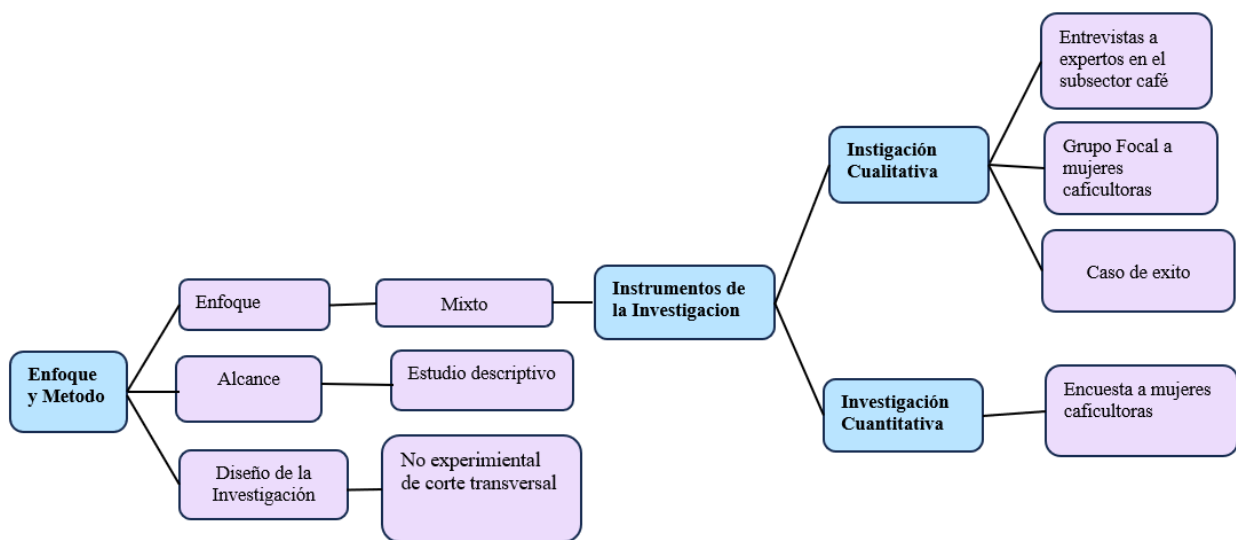 Enfoque
y Metodo
Enfoque
Mixto
Alcance
Estudio descriptivo
Diseño de la
Investigación
No experimental
de corte transversal
Instrumentos de
la Investigacion
Instigación
Cualitativa
Entrevistas a
expertos en el
subsector café
Grupo Focal a
mujeres
caficultoras
Caso de exito
Investigación
Cuantitativa
Encuesta a mujeres
caficultoras